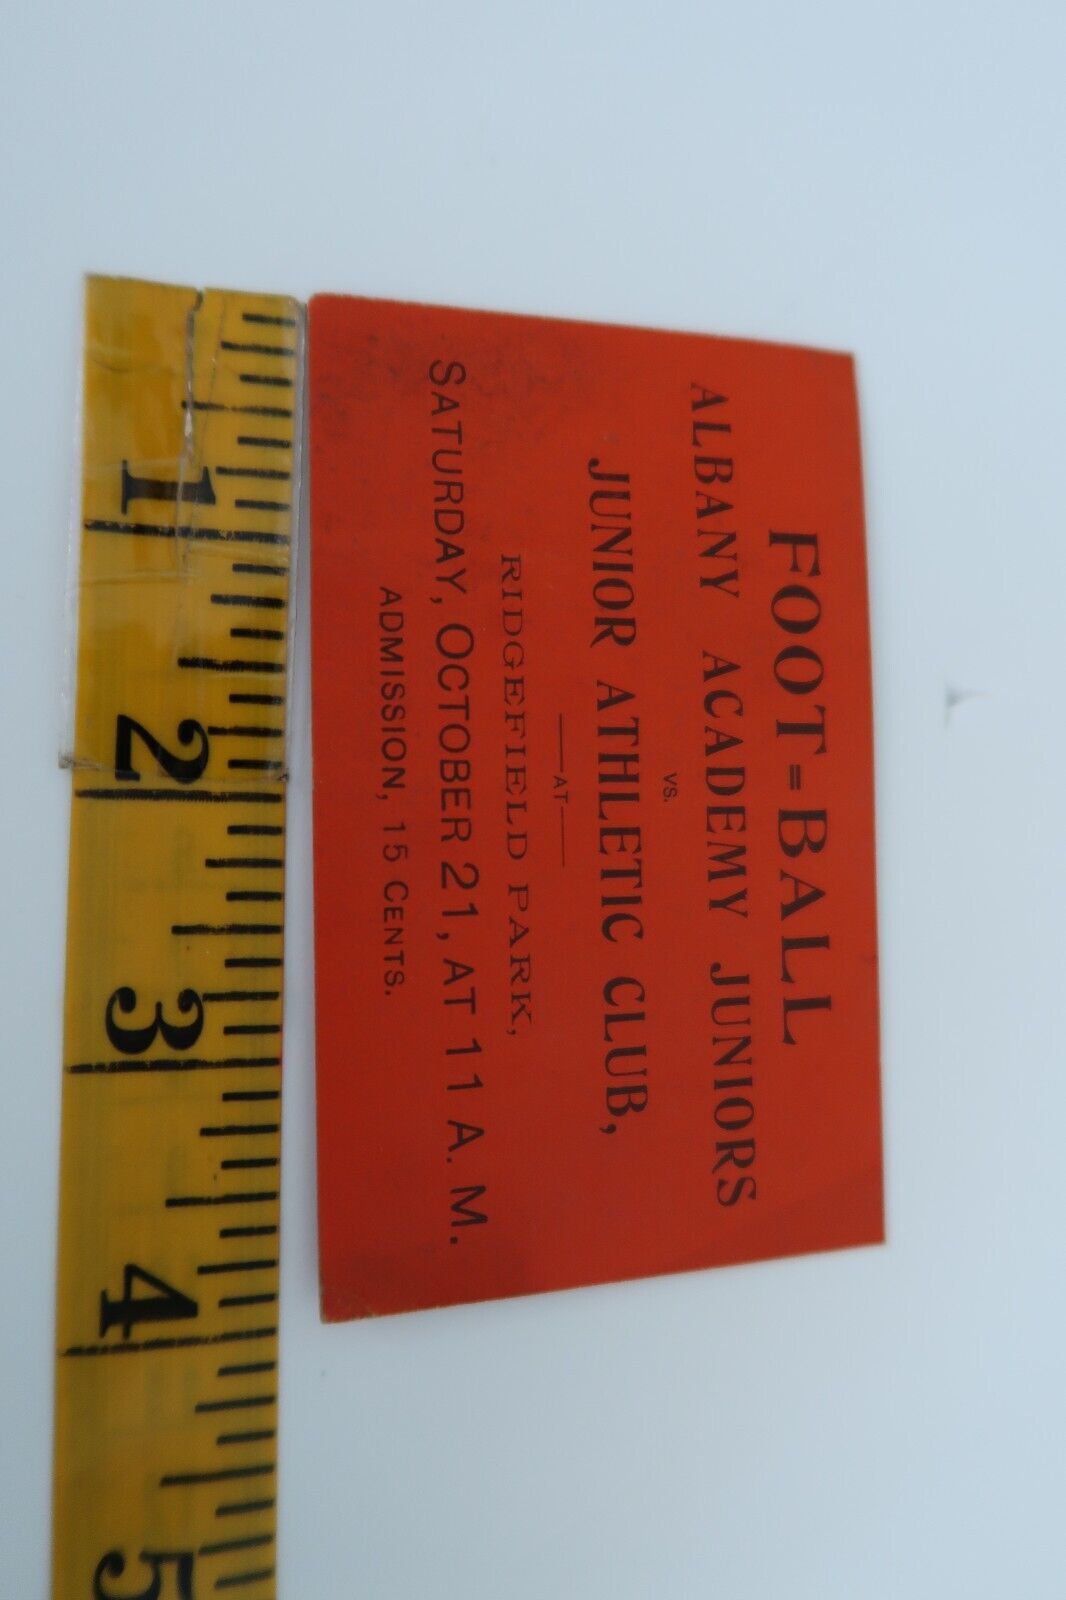 FOOT=BALL
ALBANY ACADEMY JUNIORS
VS.
JUNIOR ATHLETIC CLUB,
—AT—
RIDGEFIELD PARK,
SATURDAY, OCTOBER 21, AT 11 A. M.
ADMISSION, 15 CENTS.
1
2
3
4
5